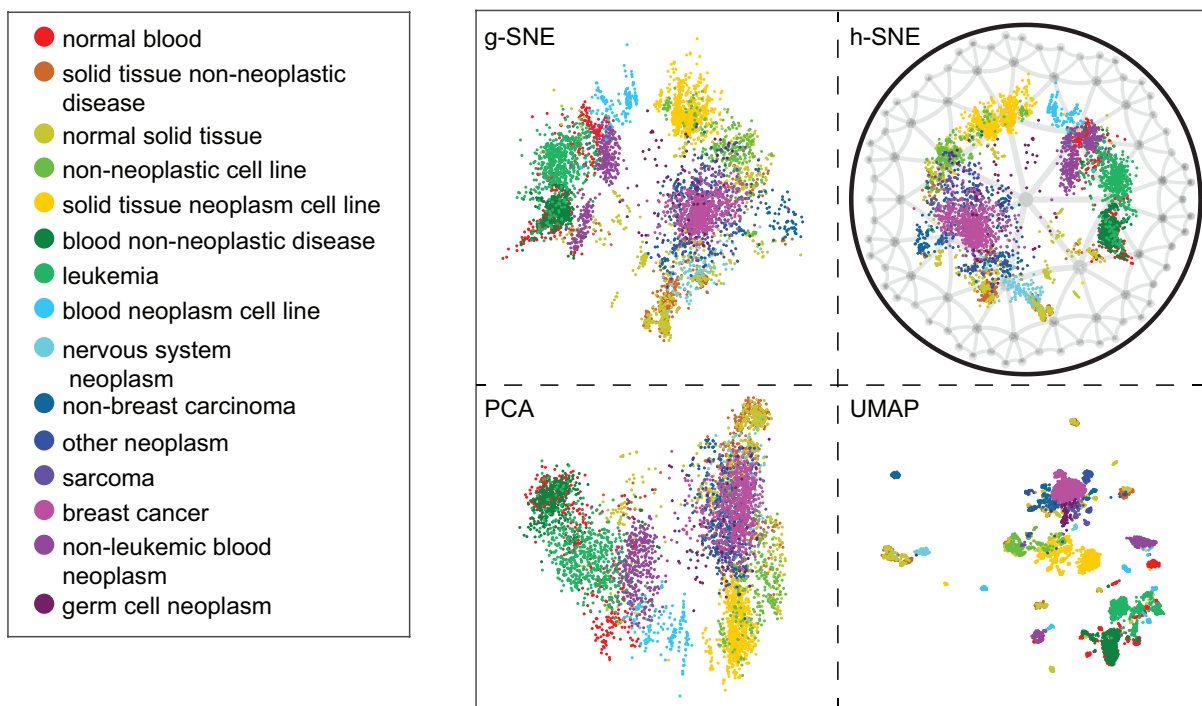 normal blood
solid tissue non-neoplastic
disease
normal solid tissue
non-neoplastic cell line
solid tissue neoplasm cell line
blood non-neoplastic disease
leukemia
blood neoplasm cell line
nervous system
neoplasm
non-breast carcinoma
other neoplasm
sarcoma
breast cancer
non-leukemic blood
neoplasm
germ cell neoplasm
g-SNE
h-SNE
PCA
UMAP